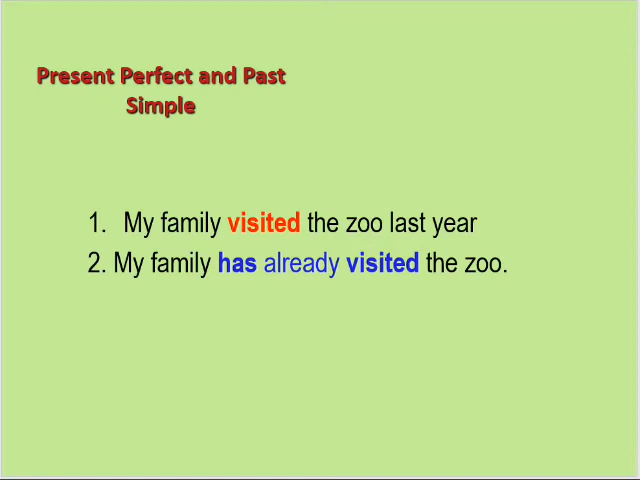 Present Perfect and Past
Simple
1. My family visited the zoo last year
2. My family has already visited the zoo.